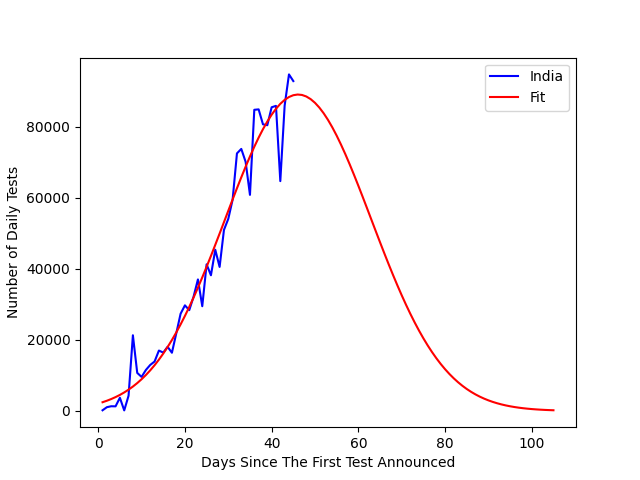 India
Fit
80000
60000
40000
20000
0
Number of Daily Tests
0 20 40 60 80 100
Days Since The First Test Announced